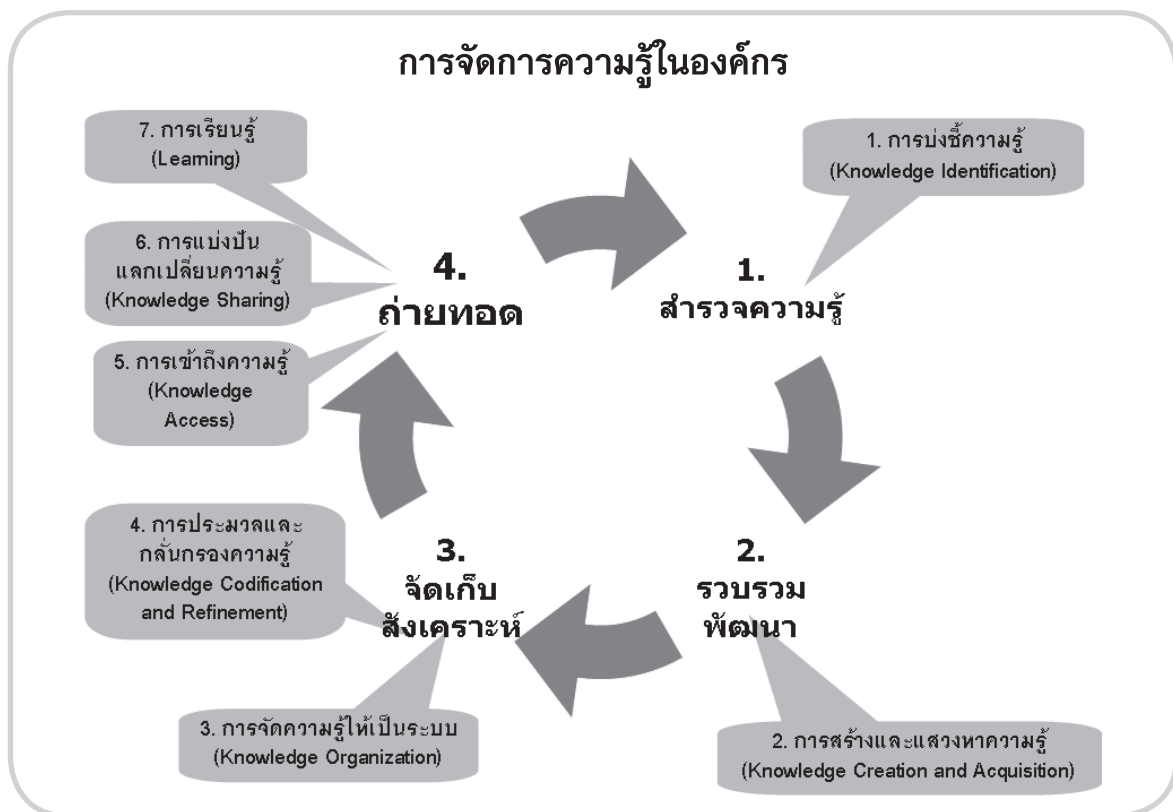 การจัดการความรู้ในองค์กร
7. การเรียนรู้
(Learning)
1. การบ่งชี้ความรู้
(Knowledge Identification)
6. การแบ่งปัน
แลกเปลี่ยนความรู้
(Knowledge Sharing)
4.
ถ่ายทอด
1.
สำรวจความรู้
5. การเข้าถึงความรู้
(Knowledge
Access)
4. การประมวลและ
กลั่นกรองความรู้
(Knowledge Codification
and Refinement)
3.
จัดเก็บ
สังเคราะห์
2.
รวบรวม
พัฒนา
3. การจัดความรู้ให้เป็นระบบ
(Knowledge Organization)
2. การสร้างและแสวงหาความรู้
(Knowledge Creation and Acquisition)